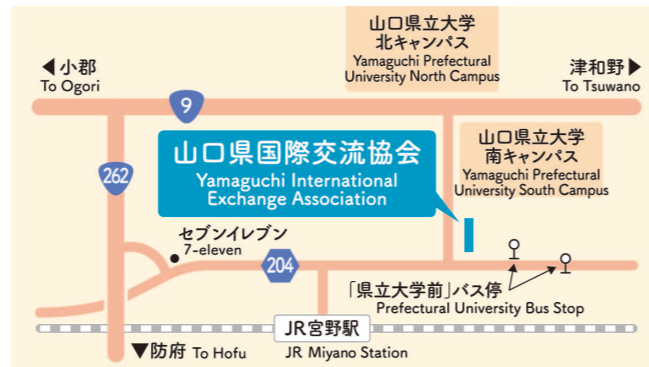 山口県立大学
北キャンパス
Yamaguchi Prefectural
University North Campus
◀小郡
To Ogori
津和野▶
To Tsuwano
9
山口県国際交流協会
Yamaguchi International
Exchange Association
山口県立大学
南キャンパス
Yamaguchi Prefectural
University South Campus
262
セブンイレブン
7-eleven
204
「県立大学前」バス停
Prefectural University Bus Stop
JR宮野駅
JR Miyano Station
▼防府 To Hofu